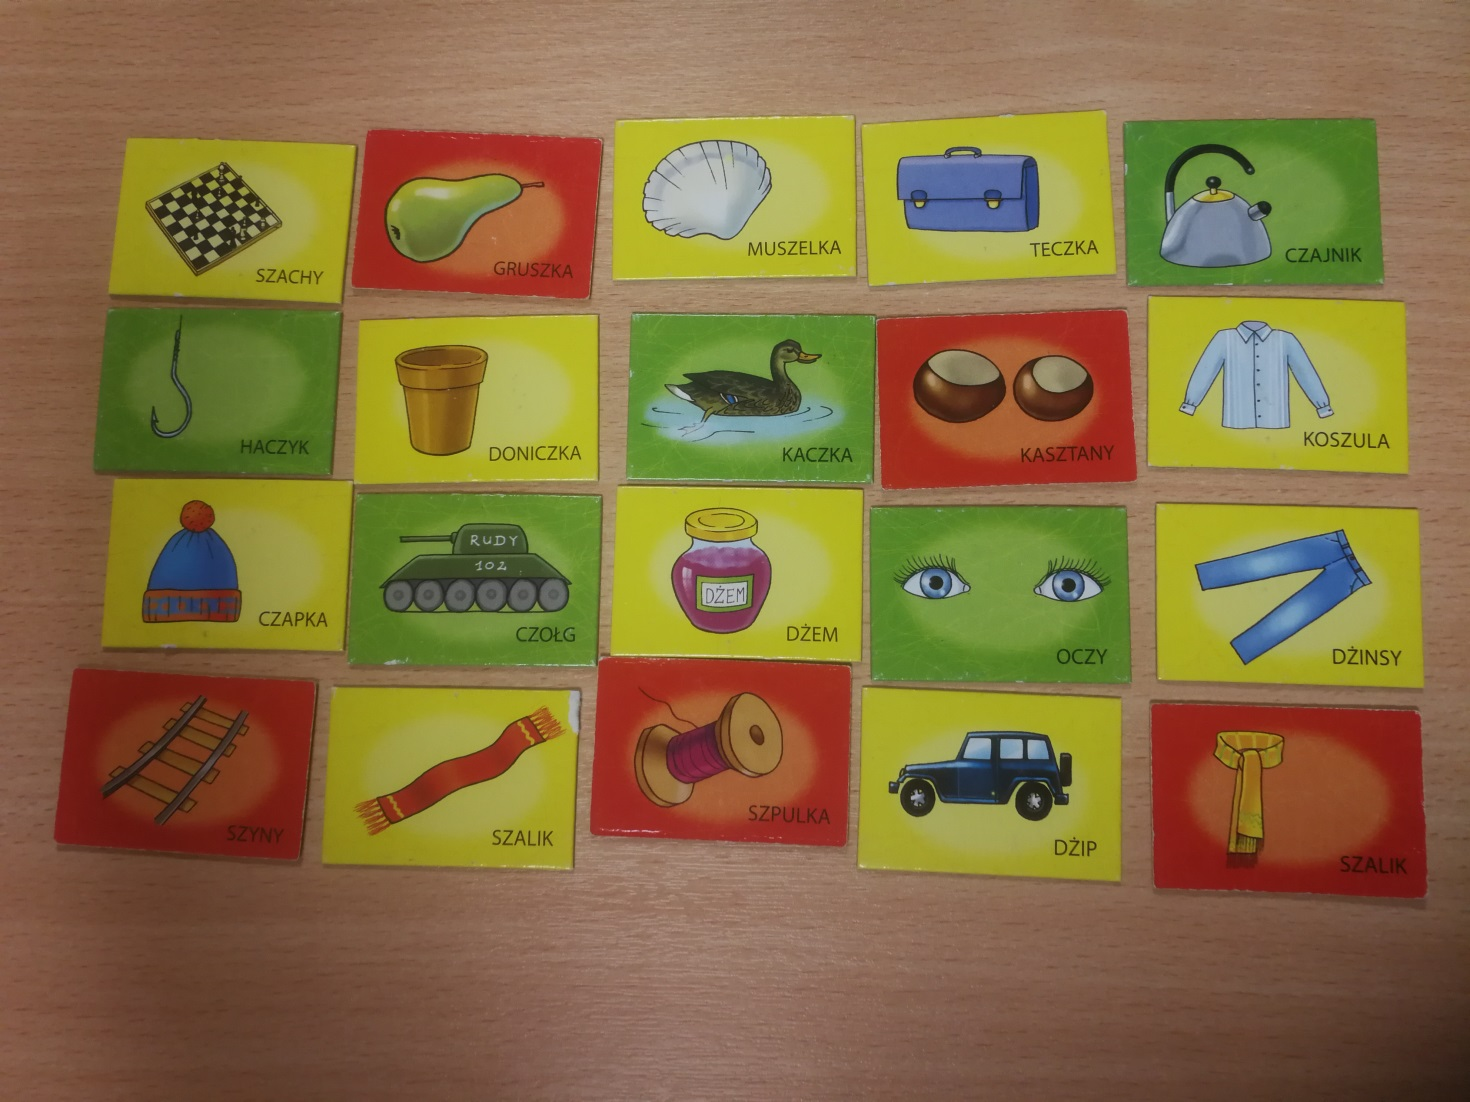 SZACHY
GRUSZKA
MUSZELKA
TECZKA
CZAJNIK
HACZYK
DONICZKA
KACZKA
KASZTANY
KOSZULA
CZAPKA
RUDY
102
CZOŁG
DŻEM
DŻEM
OCZY
DŻINSY
SZYNY
SZALIK
SZPULKA
DŻIP
SZALIK